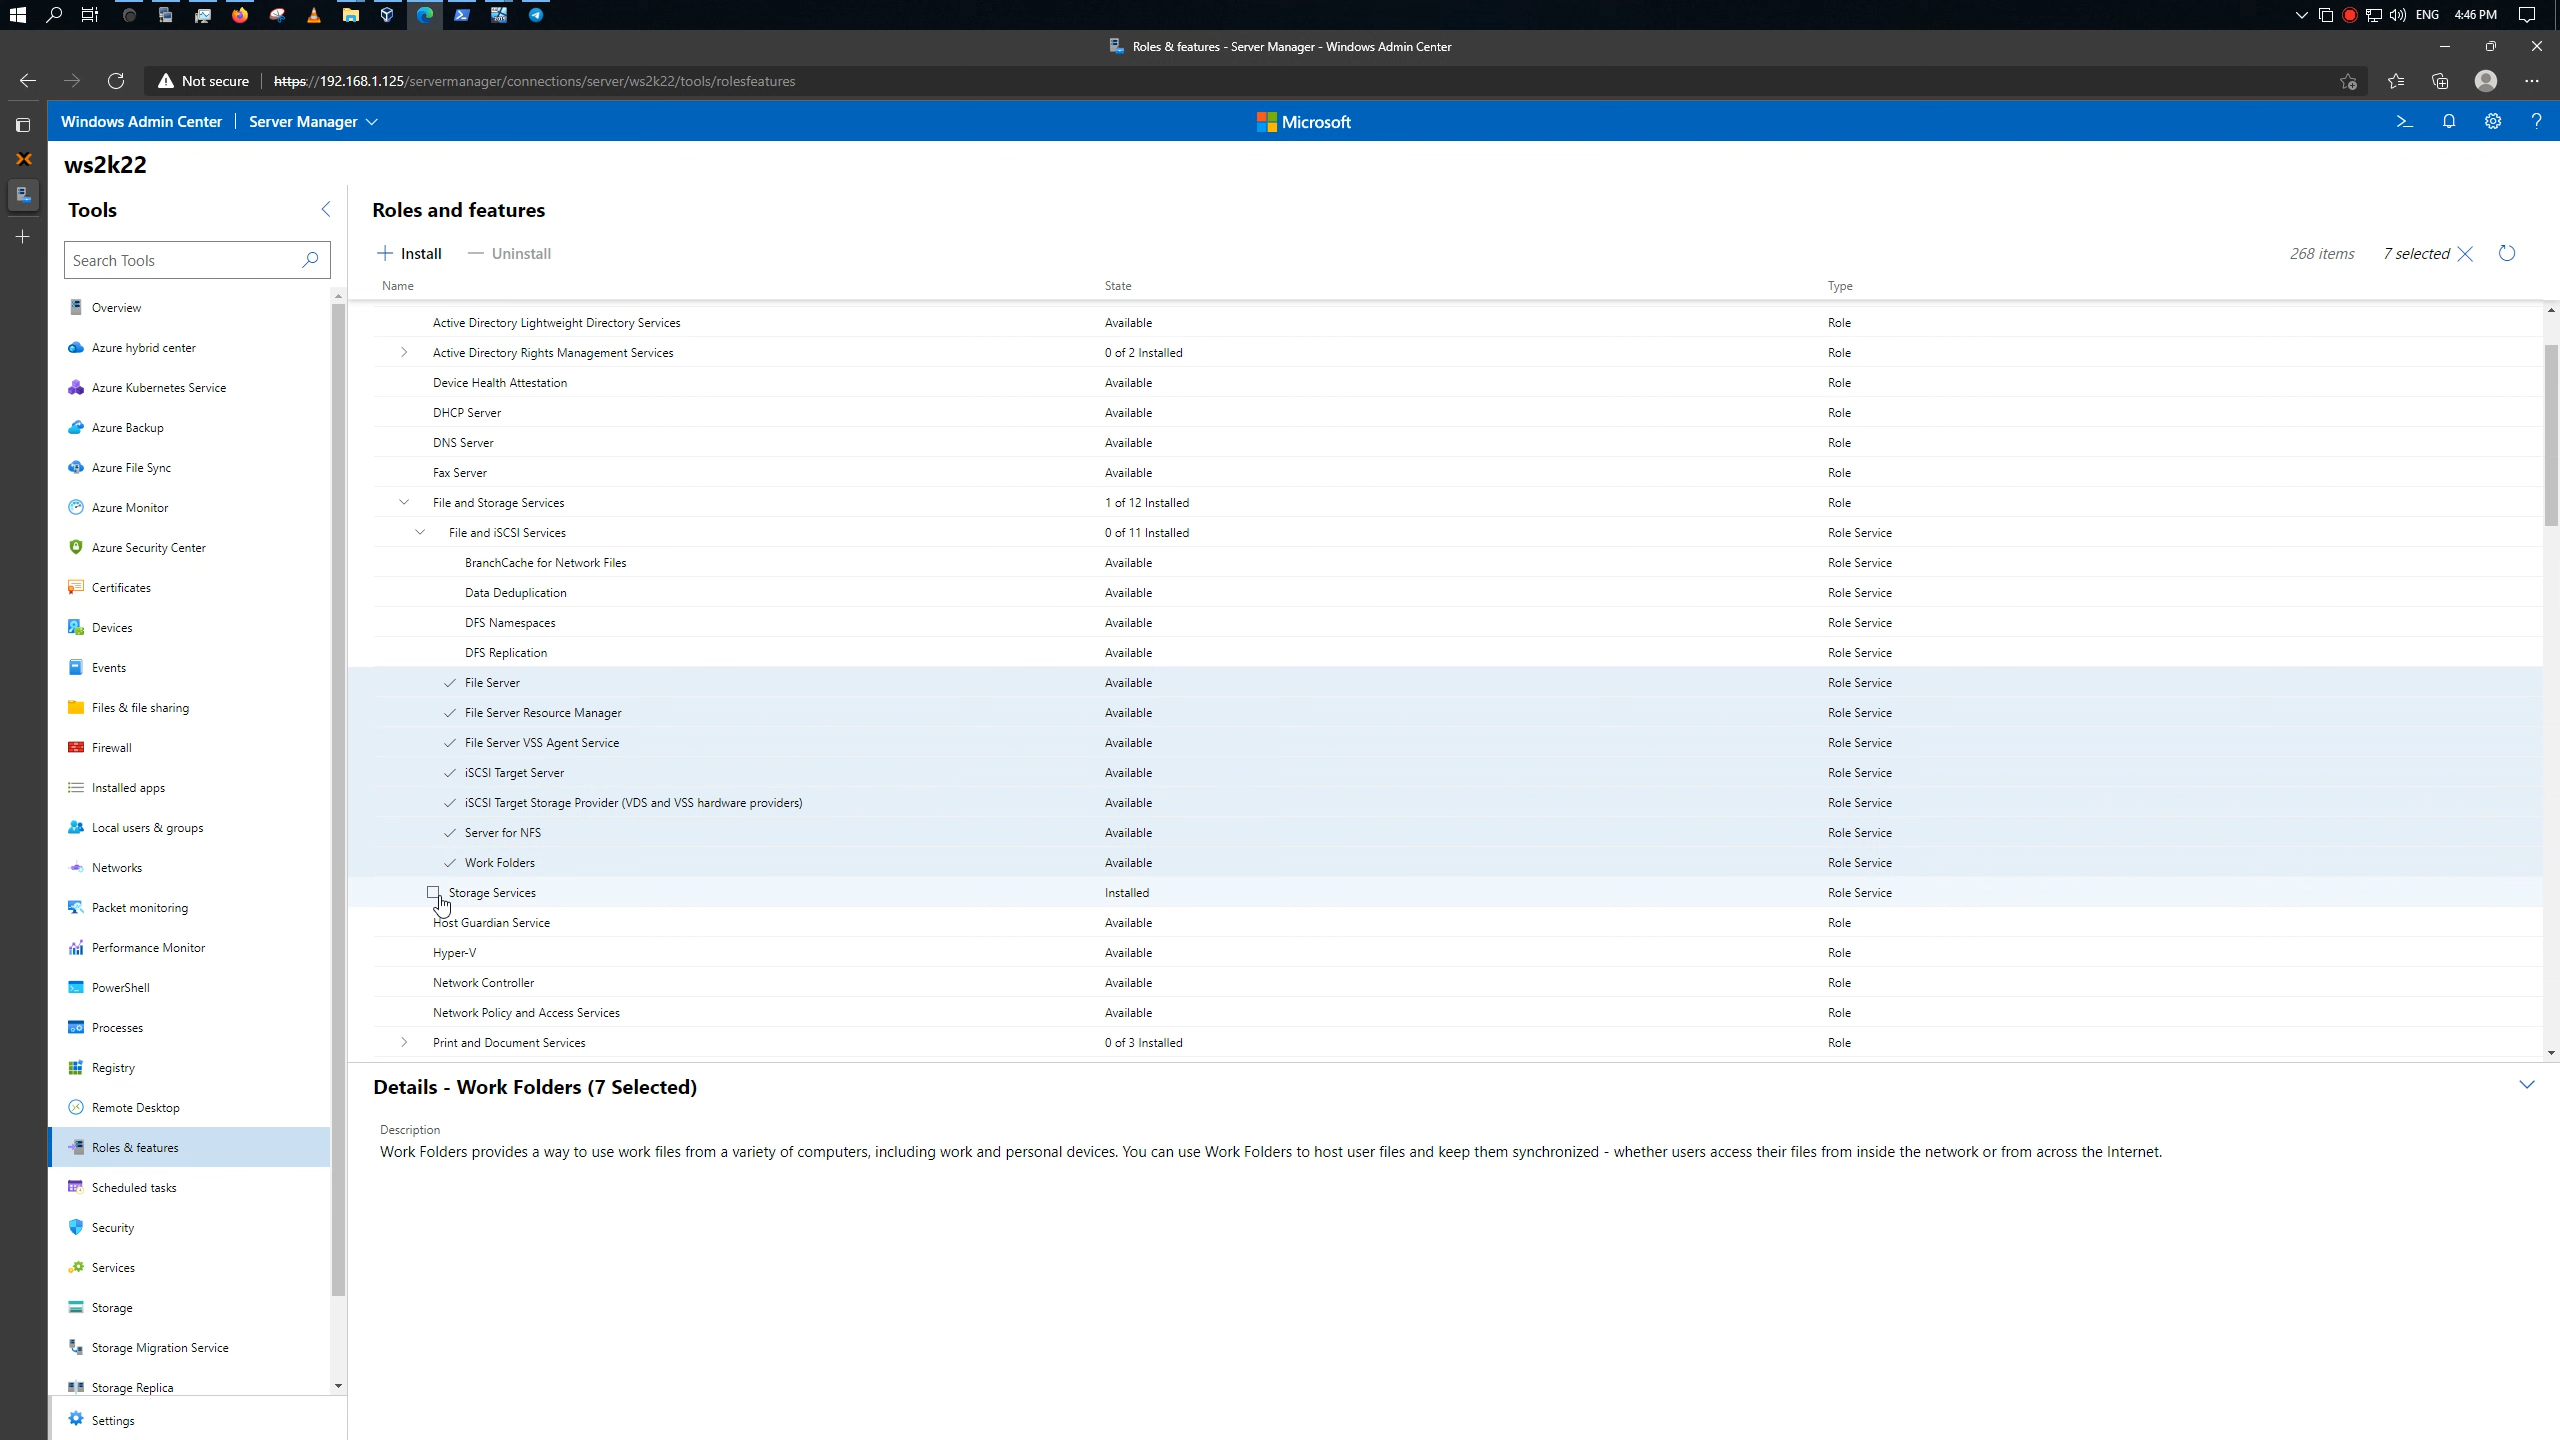 ENG 4:46 PM
Roles & features - Server Manager - Windows Admin Center
Not secure https://192.168.1.125/servermanager/connections/server/ws2k22/tools/rolesfeatures
Windows Admin Center Server Manager Microsoft
ws2k22
Tools
Search Tools
Overview
Azure hybrid center
Azure Kubernetes Service
Azure Backup
Azure File Sync
Azure Monitor
Azure Security Center
Certificates
Devices
Events
Files & file sharing
Firewall
Installed apps
Local users & groups
Networks
Packet monitoring
Performance Monitor
PowerShell
Processes
Registry
Remote Desktop
Roles & features
Scheduled tasks
Security
Services
Storage
Storage Migration Service
Storage Replica
Settings
Roles and features
Install Uninstall 268 items 7 selected
Name State Type
Active Directory Lightweight Directory Services Available Role
Active Directory Rights Management Services 0 of 2 Installed Role
Device Health Attestation Available Role
DHCP Server Available Role
DNS Server Available Role
Fax Server Available Role
File and Storage Services 1 of 12 Installed Role
File and iSCSI Services 0 of 11 Installed Role Service
BranchCache for Network Files Available Role Service
Data Deduplication Available Role Service
DFS Namespaces Available Role Service
DFS Replication Available Role Service
File Server Available Role Service
File Server Resource Manager Available Role Service
File Server VSS Agent Service Available Role Service
iSCSI Target Server Available Role Service
iSCSI Target Storage Provider (VDS and VSS hardware providers) Available Role Service
Server for NFS Available Role Service
Work Folders Available Role Service
Storage Services Installed Role Service
Host Guardian Service Available Role
Hyper-V Available Role
Network Controller Available Role
Network Policy and Access Services Available Role
Print and Document Services 0 of 3 Installed Role
Details - Work Folders (7 Selected)
Description
Work Folders provides a way to use work files from a variety of computers, including work and personal devices. You can use Work Folders to host user files and keep them synchronized - whether users access their files from inside the network or from across the Internet.